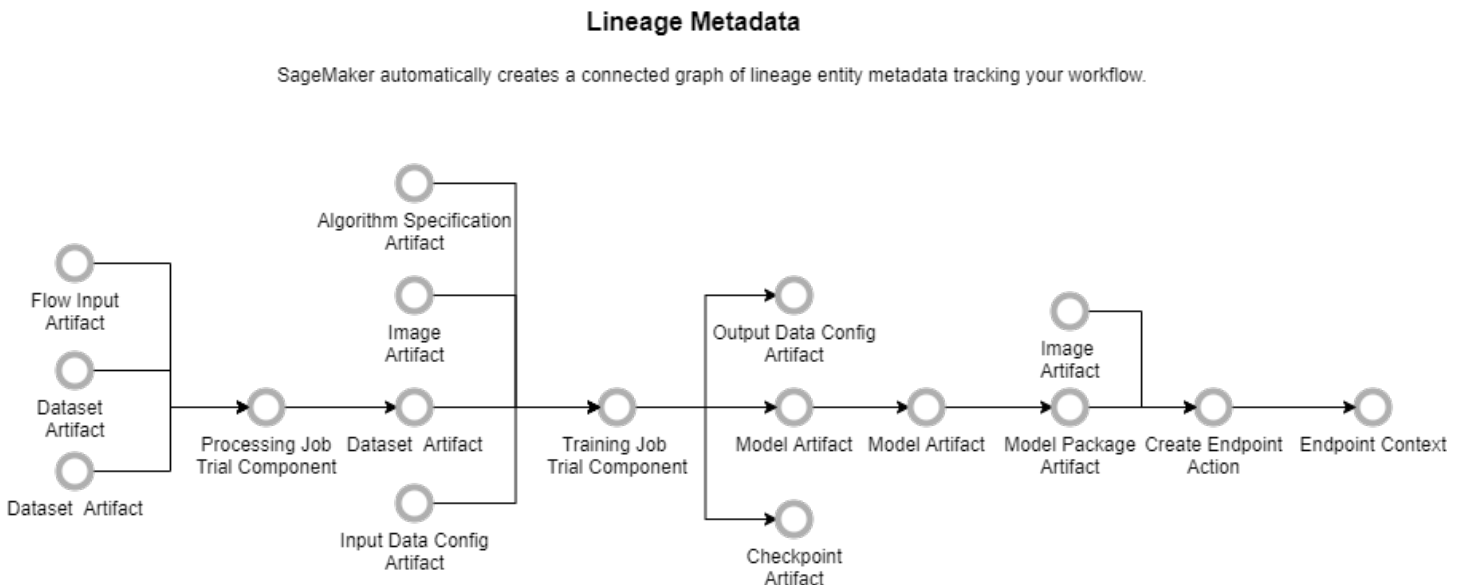 Lineage Metadata
SageMaker automatically creates a connected graph of lineage entity metadata tracking your workflow.
Flow Input
Artifact
Dataset
Artifact
Dataset Artifact
Processing Job
Trial Component
Algorithm Specification
Artifact
Image
Artifact
Dataset Artifact
Input Data Config
Artifact
Training Job
Trial Component
Output Data Config
Artifact
Model Artifact
Checkpoint
Artifact
Model Artifact
Image
Artifact
Model Package
Artifact
Create Endpoint
Action
Endpoint Context